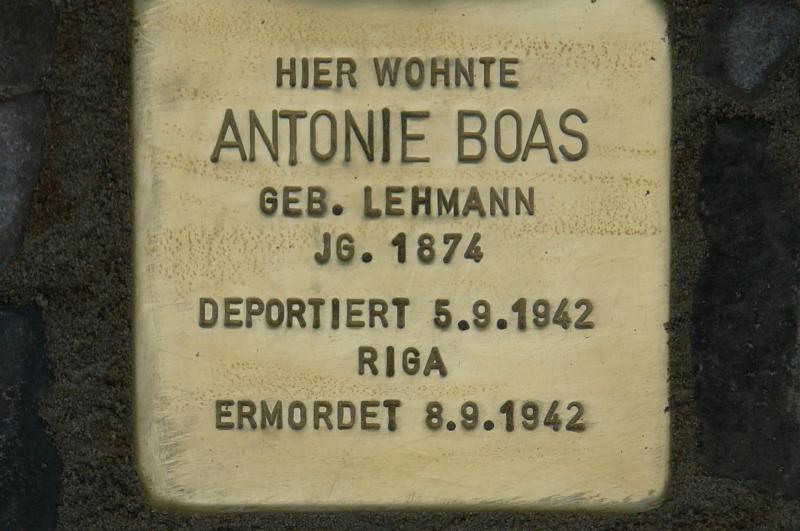 HIER WOHNTE
ANTONIE BOAS
GEB. LEHMANN
JG. 1874
DEPORTIERT 5.9.1942
RIGA
ERMORDET 8.9.1942